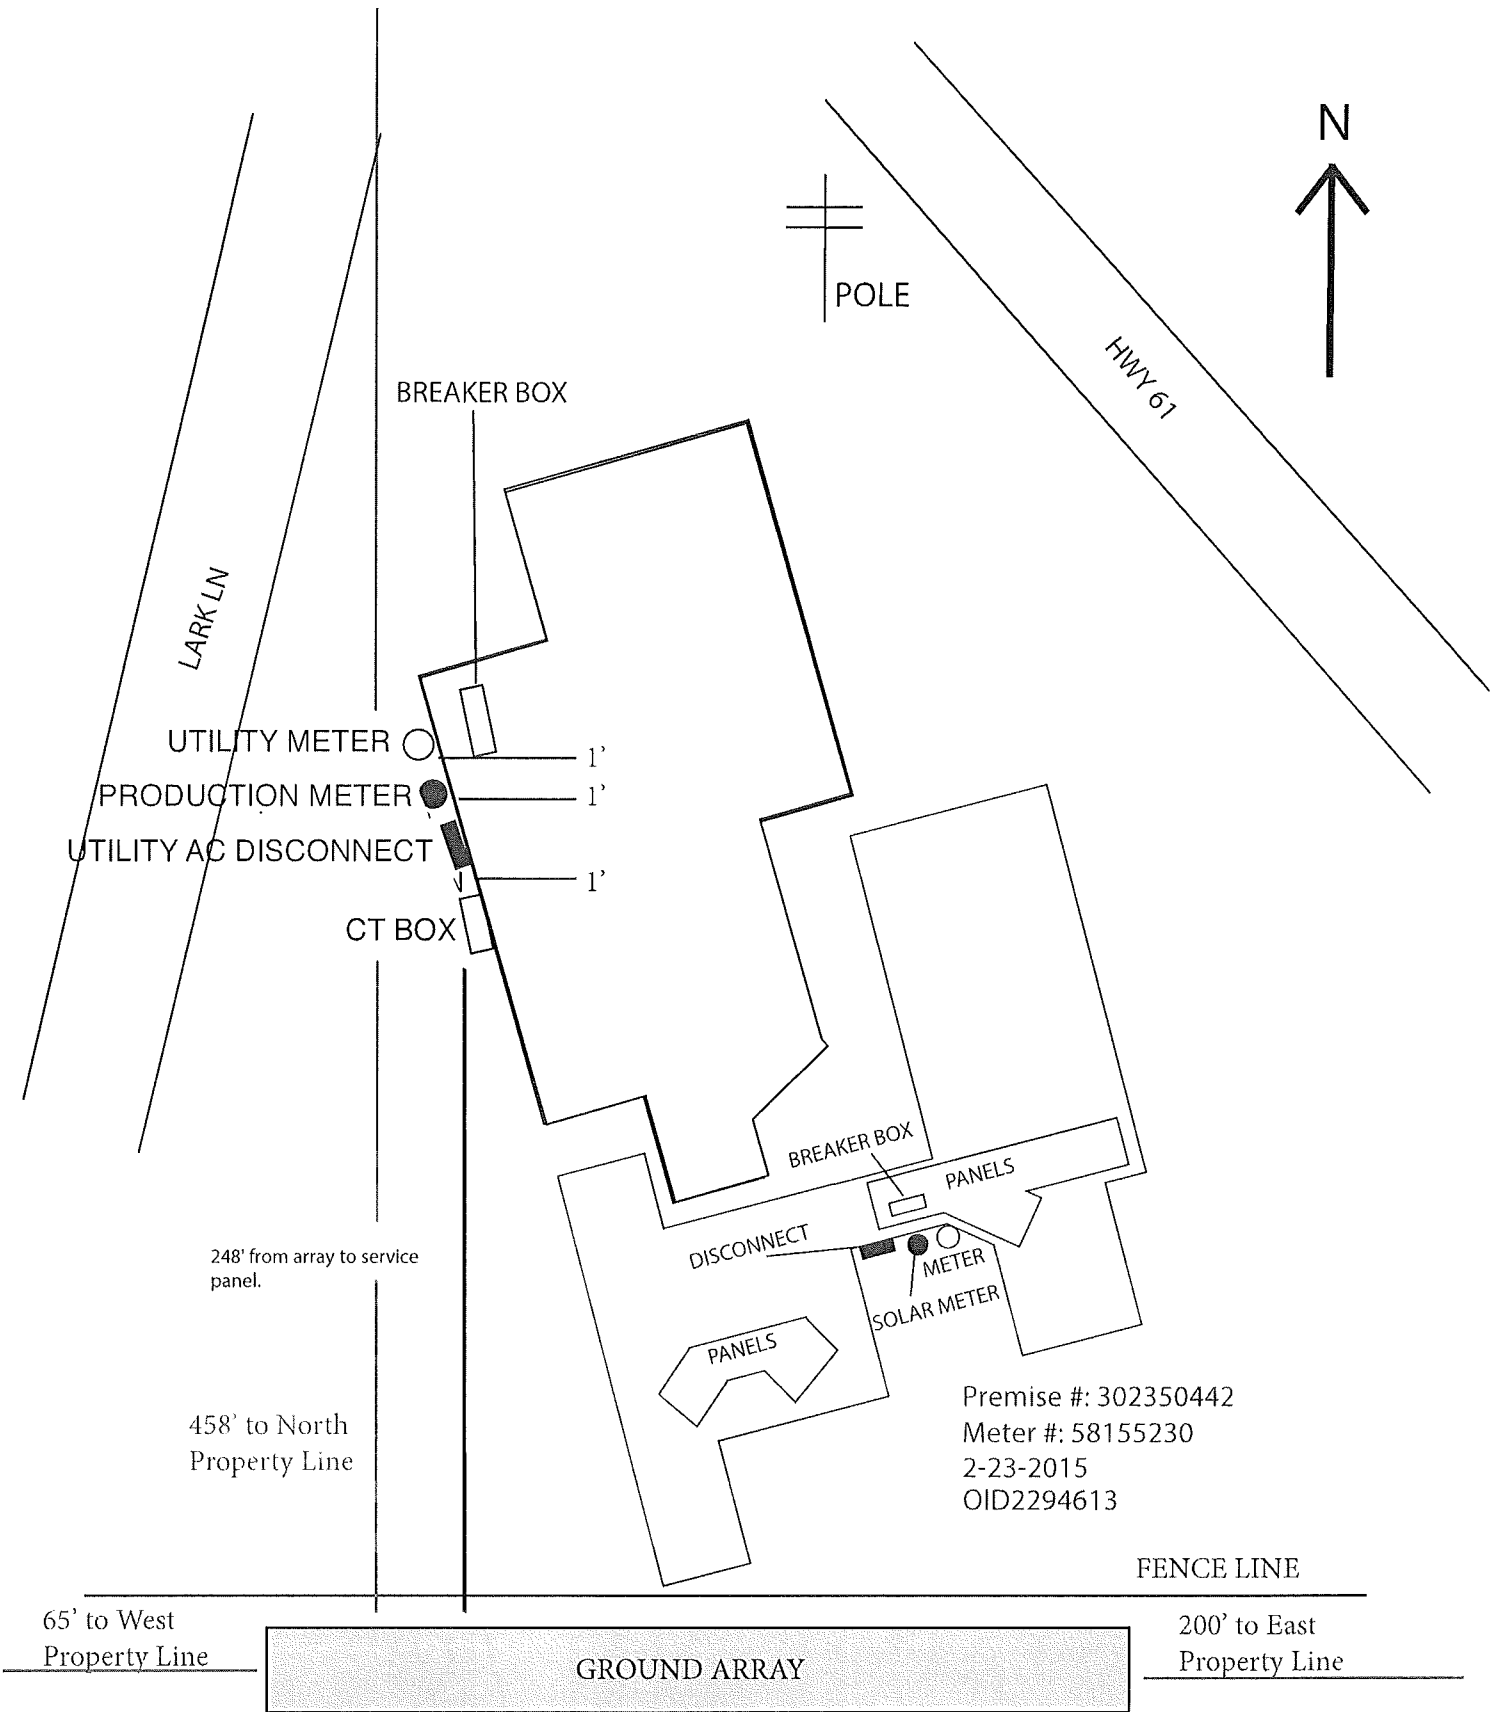 N
POLE
HWY 61
BREAKER BOX
LARK LN
UTILITY METER
1'
PRODUCTION METER
1'
UTILITY AC DISCONNECT
1'
CT BOX
BREAKER BOX
PANELS
DISCONNECT
METER
SOLAR METER
248' from array to service
panel.
PANELS
458' to North
Property Line
Premise #: 302350442
Meter #: 58155230
2-23-2015
OID2294613
FENCE LINE
65' to West
Property Line
GROUND ARRAY
200' to East
Property Line